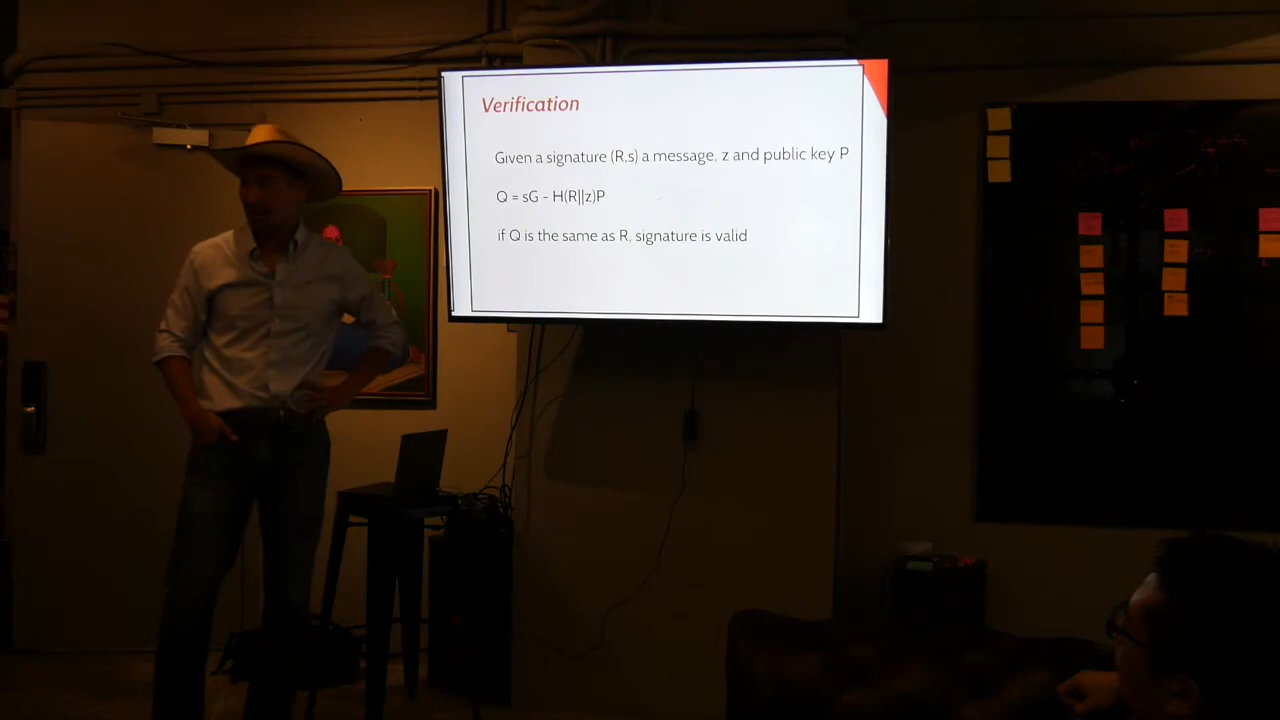 Verification
Given a signature (R,s) a message, z and public key P
Q = sG - H(R||z)P
if Q is the same as R, signature is valid